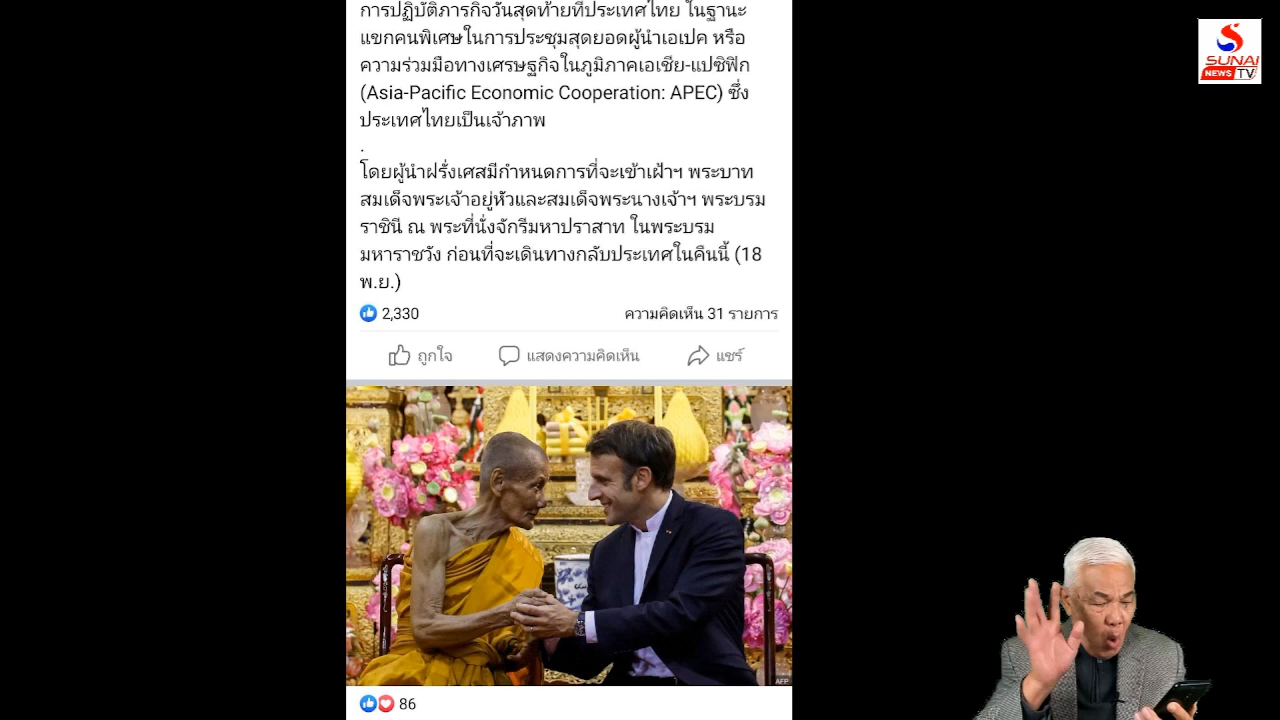 การปฏิบัติภารกิจวันสุดท้ายที่ประเทศไทย ในฐานะ
แขกคนพิเศษในการประชุมสุดยอดผู้นำเอเปค หรือ
ความร่วมมือทางเศรษฐกิจในภูมิภาคเอเชีย-แปซิฟิก
(Asia-Pacific Economic Cooperation: APEC) ซึ่ง
ประเทศไทยเป็นเจ้าภาพ
.
โดยผู้นำฝรั่งเศสมีกำหนดการที่จะเข้าเฝ้าฯ พระบาท
สมเด็จพระเจ้าอยู่หัวและสมเด็จพระนางเจ้าฯ พระบรม
ราชินี ณ พระที่นั่งจักรีมหาปราสาท ในพระบรม
มหาราชวัง ก่อนที่จะเดินทางกลับประเทศในคืนนี้ (18
พ.ย.)
2,330 ความคิดเห็น 31 รายการ
ถูกใจ แสดงความคิดเห็น แชร์
AFP
86
SUNAI
NEWS TV